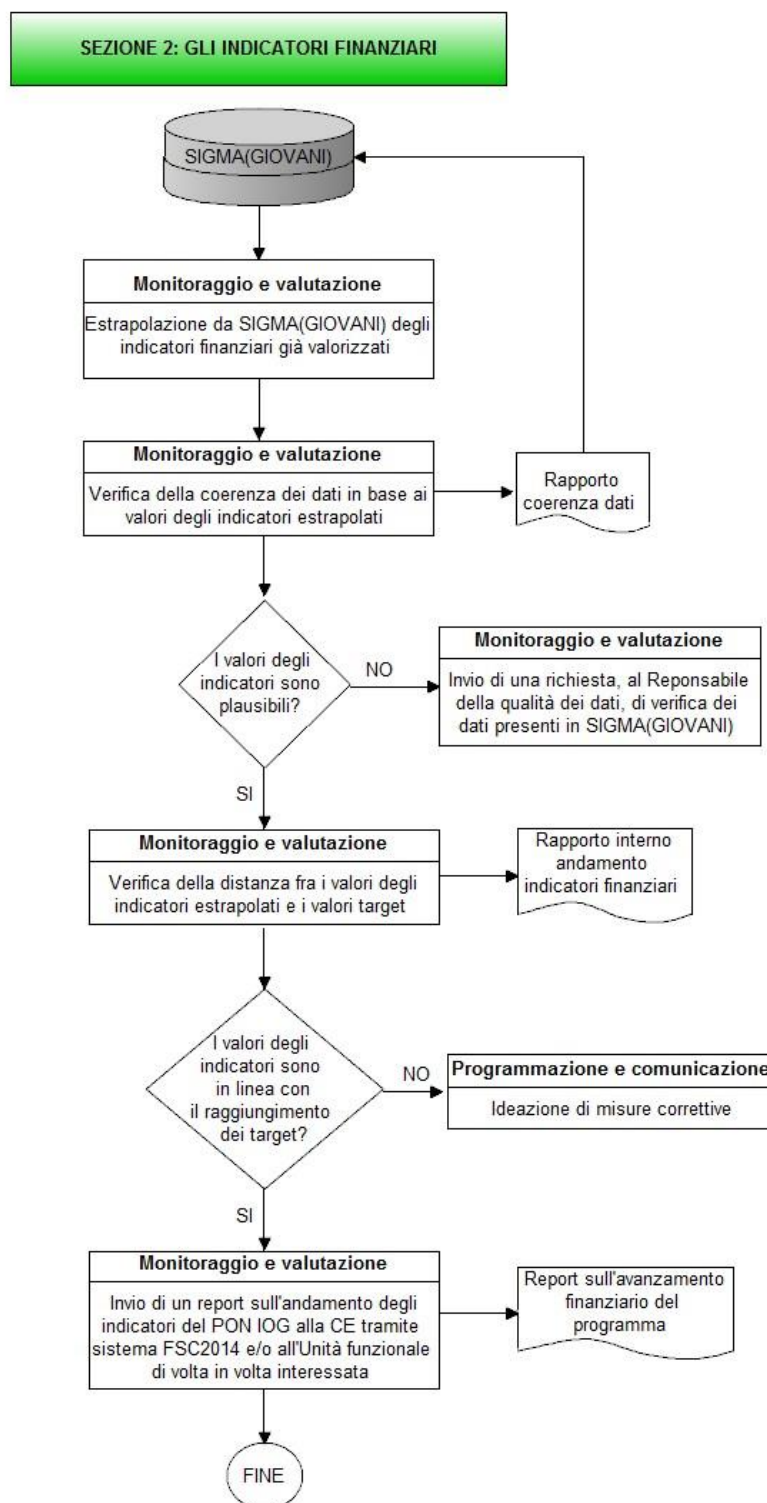 SEZIONE 2: GLI INDICATORI FINANZIARI
SIGMA(GIOVANI)
Monitoraggio e valutazione
Estrapolazione da SIGMA(GIOVANI) degli
indicatori finanziari già valorizzati
Monitoraggio e valutazione
Verifica della coerenza dei dati in base ai
valori degli indicatori estrapolati
Rapporto
coerenza dati
I valori degli
indicatori sono
plausibili?
NO
Monitoraggio e valutazione
Invio di una richiesta, al Reponsabile
della qualità dei dati, di verifica dei
dati presenti in SIGMA(GIOVANI)
SI
Monitoraggio e valutazione
Verifica della distanza fra i valori degli
indicatori estrapolati e i valori target
Rapporto interno
andamento
indicatori finanziari
I valori degli
indicatori sono
in linea con
il raggiungimento
dei target?
NO
Programmazione e comunicazione
Ideazione di misure correttive
SI
Monitoraggio e valutazione
Invio di un report sull'andamento degli
indicatori del PON IOG alla CE tramite
sistema FSC2014 e/o all'Unità funzionale
di volta in volta interessata
Report sull'avanzamento
finanziario del
programma
FINE